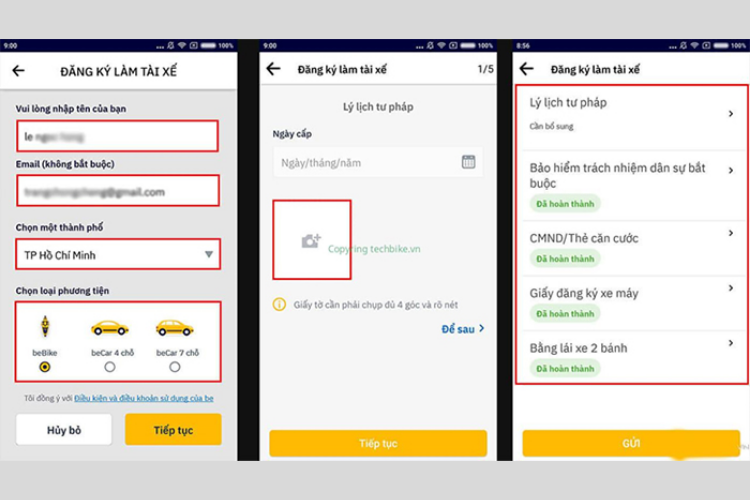 9:00
... 100%
ĐĂNG KÝ LÀM TÀI XẾ
Vui lòng nhập tên của bạn
le
Email (không bắt buộc)
@gmail.com
Chọn một thành phố
TP Hồ Chí Minh
Chọn loại phương tiện
beBike
beCar 4 chỗ
beCar 7 chỗ
Tôi đồng ý với Điều kiện và điều khoản sử dụng của be
Hủy bỏ
Tiếp tục
9:00
... 100%
Đăng ký làm tài xế
1/5
Lý lịch tư pháp
Ngày cấp
Ngày/tháng/năm
Copyring techbike.vn
Giấy tờ cần phải chụp đủ 4 góc và rõ nét
Để sau
Tiếp tục
8:56
... 100%
Đăng ký làm tài xế
Lý lịch tư pháp
Cần bổ sung
Bảo hiểm trách nhiệm dân sự bắt
buộc
Đã hoàn thành
CMND/Thẻ căn cước
Đã hoàn thành
Giấy đăng ký xe máy
Đã hoàn thành
Bằng lái xe 2 bánh
Đã hoàn thành
GỬI